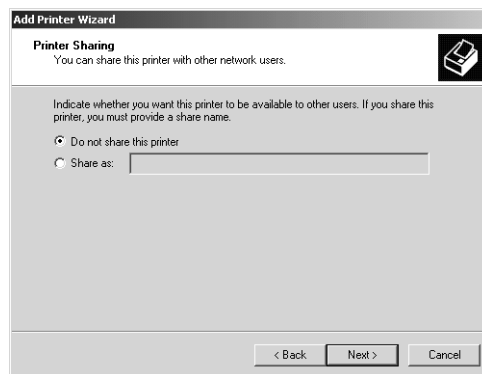 Add Printer Wizard
Printer Sharing
You can share this printer with other network users.
Indicate whether you want this printer to be available to other users. If you share this
printer, you must provide a share name.
Do not share this printer
Share as:
< Back Next > Cancel